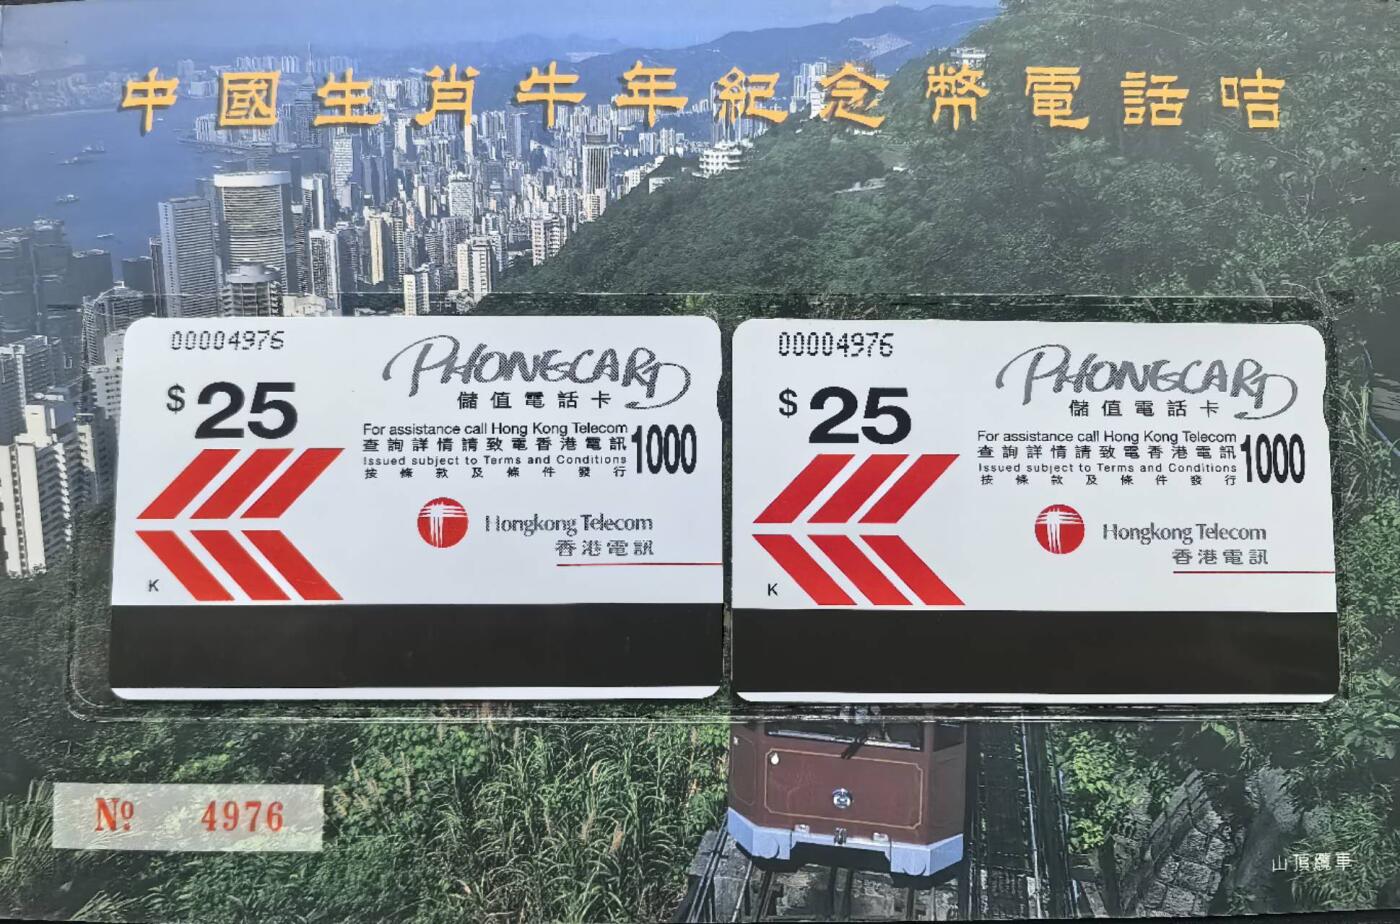 中國生肖牛年紀念幣電話咭
00004976
$25
PHONECARD
儲值電話卡
For assistance call Hong Kong Telecom
查詢詳情請致電香港電訊
Issued subject to Terms and Conditions
按條款及條件發行
1000
Hongkong Telecom
香港電訊
K
00004976
$25
PHONECARD
儲值電話卡
For assistance call Hong Kong Telecom
查詢詳情請致電香港電訊
Issued subject to Terms and Conditions
按條款及條件發行
1000
Hongkong Telecom
香港電訊
K
Nº 4976
山頂纜車